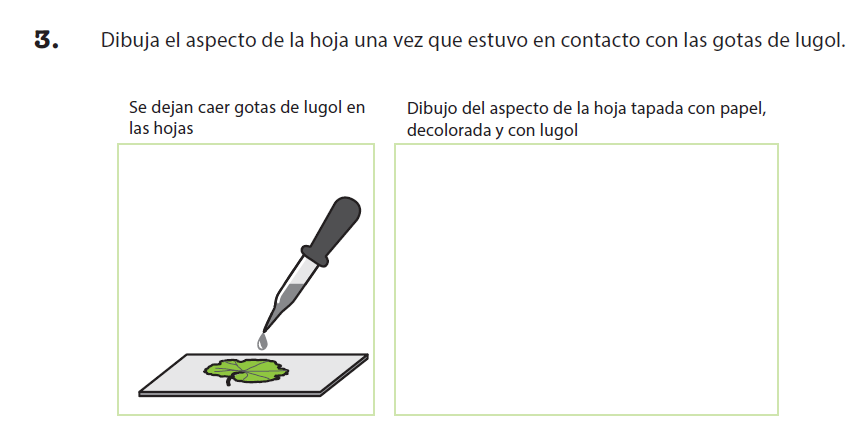 3. Dibuja el aspecto de la hoja una vez que estuvo en contacto con las gotas de lugol.
Se dejan caer gotas de lugol en
las hojas
Dibujo del aspecto de la hoja tapada con papel,
decolorada y con lugol